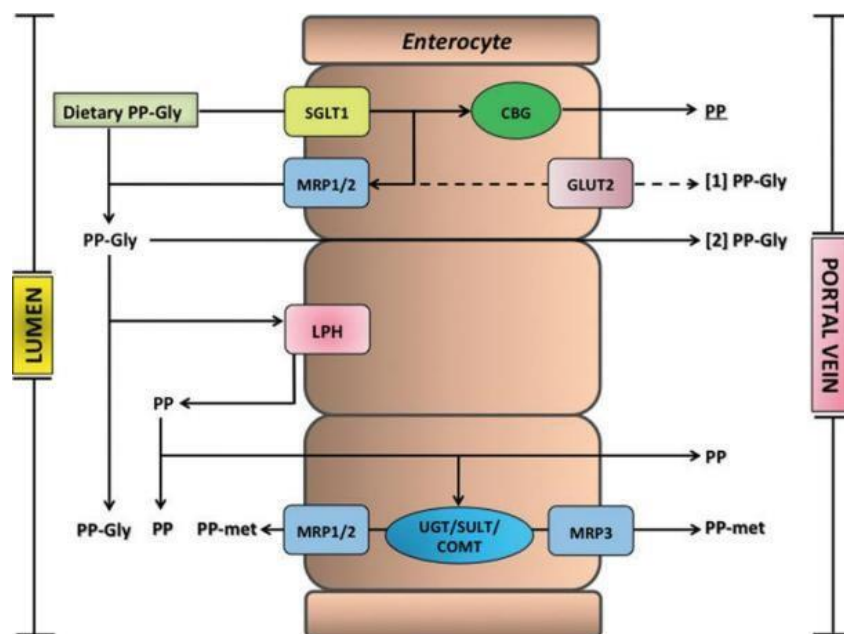 Enterocyte
Dietary PP-Gly
SGLT1
CBG
PP
MRP1/2
GLUT2
[1] PP-Gly
PP-Gly
[2] PP-Gly
LUMEN
PORTAL VEIN
LPH
PP
PP
PP-Gly
PP
PP-met
MRP1/2
UGT/SULT/
COMT
MRP3
PP-met